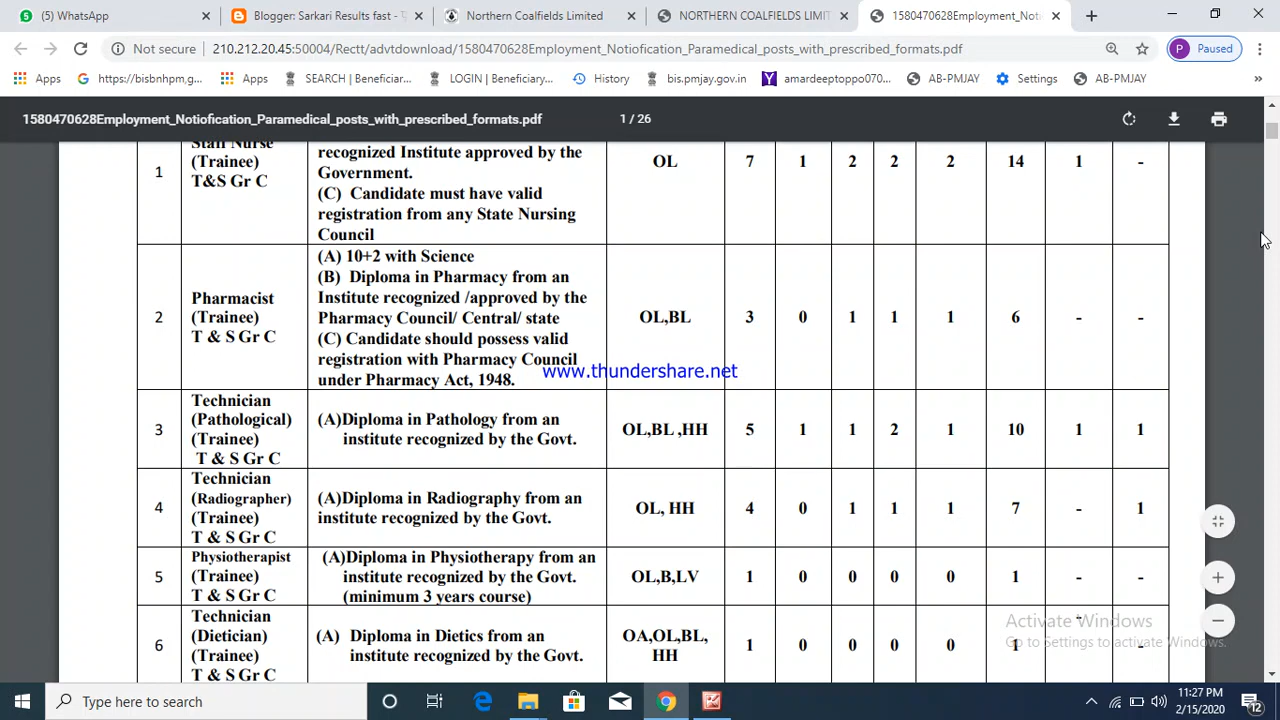 (5) WhatsApp
Blogger: Sarkari Results fast -
Northern Coalfields Limited
NORTHERN COALFIELDS LIMIT
1580470628Employment_Not
Not secure
210.212.20.45:50004/Rectt/advtdownload/1580470628Employment_Notiofication_Paramedical_posts_with_prescribed_formats.pdf
P Paused
Apps
https://bisbnhpm,g...
Apps
SEARCH | Beneficiar...
LOGIN | Beneficiary...
History
bis.pmjay.gov.in
amardeeptoppo070...
AB-PMJAY
Settings
AB-PMJAY
»
1580470628Employment_Notiofication_Paramedical_posts_with_prescribed_formats.pdf
1 / 26
1
Staff Nurse
(Trainee)
T&S Gr C
recognized Institute approved by the
Government.
(C) Candidate must have valid
registration from any State Nursing
Council
OL
7
1
2
2
2
14
1
-
2
Pharmacist
(Trainee)
T & S Gr C
(A) 10+2 with Science
(B) Diploma in Pharmacy from an
Institute recognized /approved by the
Pharmacy Council/ Central/ state
(C) Candidate should possess valid
registration with Pharmacy Council
under Pharmacy Act, 1948.
OL,BL
3
0
1
1
1
6
-
-
www.thundershare.net
3
Technician
(Pathological)
(Trainee)
T & S Gr C
(A)Diploma in Pathology from an
institute recognized by the Govt.
OL,BL ,HH
5
1
1
2
1
10
1
1
4
Technician
(Radiographer)
(Trainee)
T & S Gr C
(A)Diploma in Radiography from an
institute recognized by the Govt.
OL, HH
4
0
1
1
1
7
-
1
5
Physiotherapist
(Trainee)
T & S Gr C
(A)Diploma in Physiotherapy from an
institute recognized by the Govt.
(minimum 3 years course)
OL,B,LV
1
0
0
0
0
1
-
-
6
Technician
(Dietician)
(Trainee)
T & S Gr C
(A) Diploma in Dietics from an
institute recognized by the Govt.
OA,OL,BL,
HH
1
0
0
0
0
1
-
-
Activate Windows
Go to Settings to activate Windows.
Type here to search
11:27 PM
2/15/2020
12